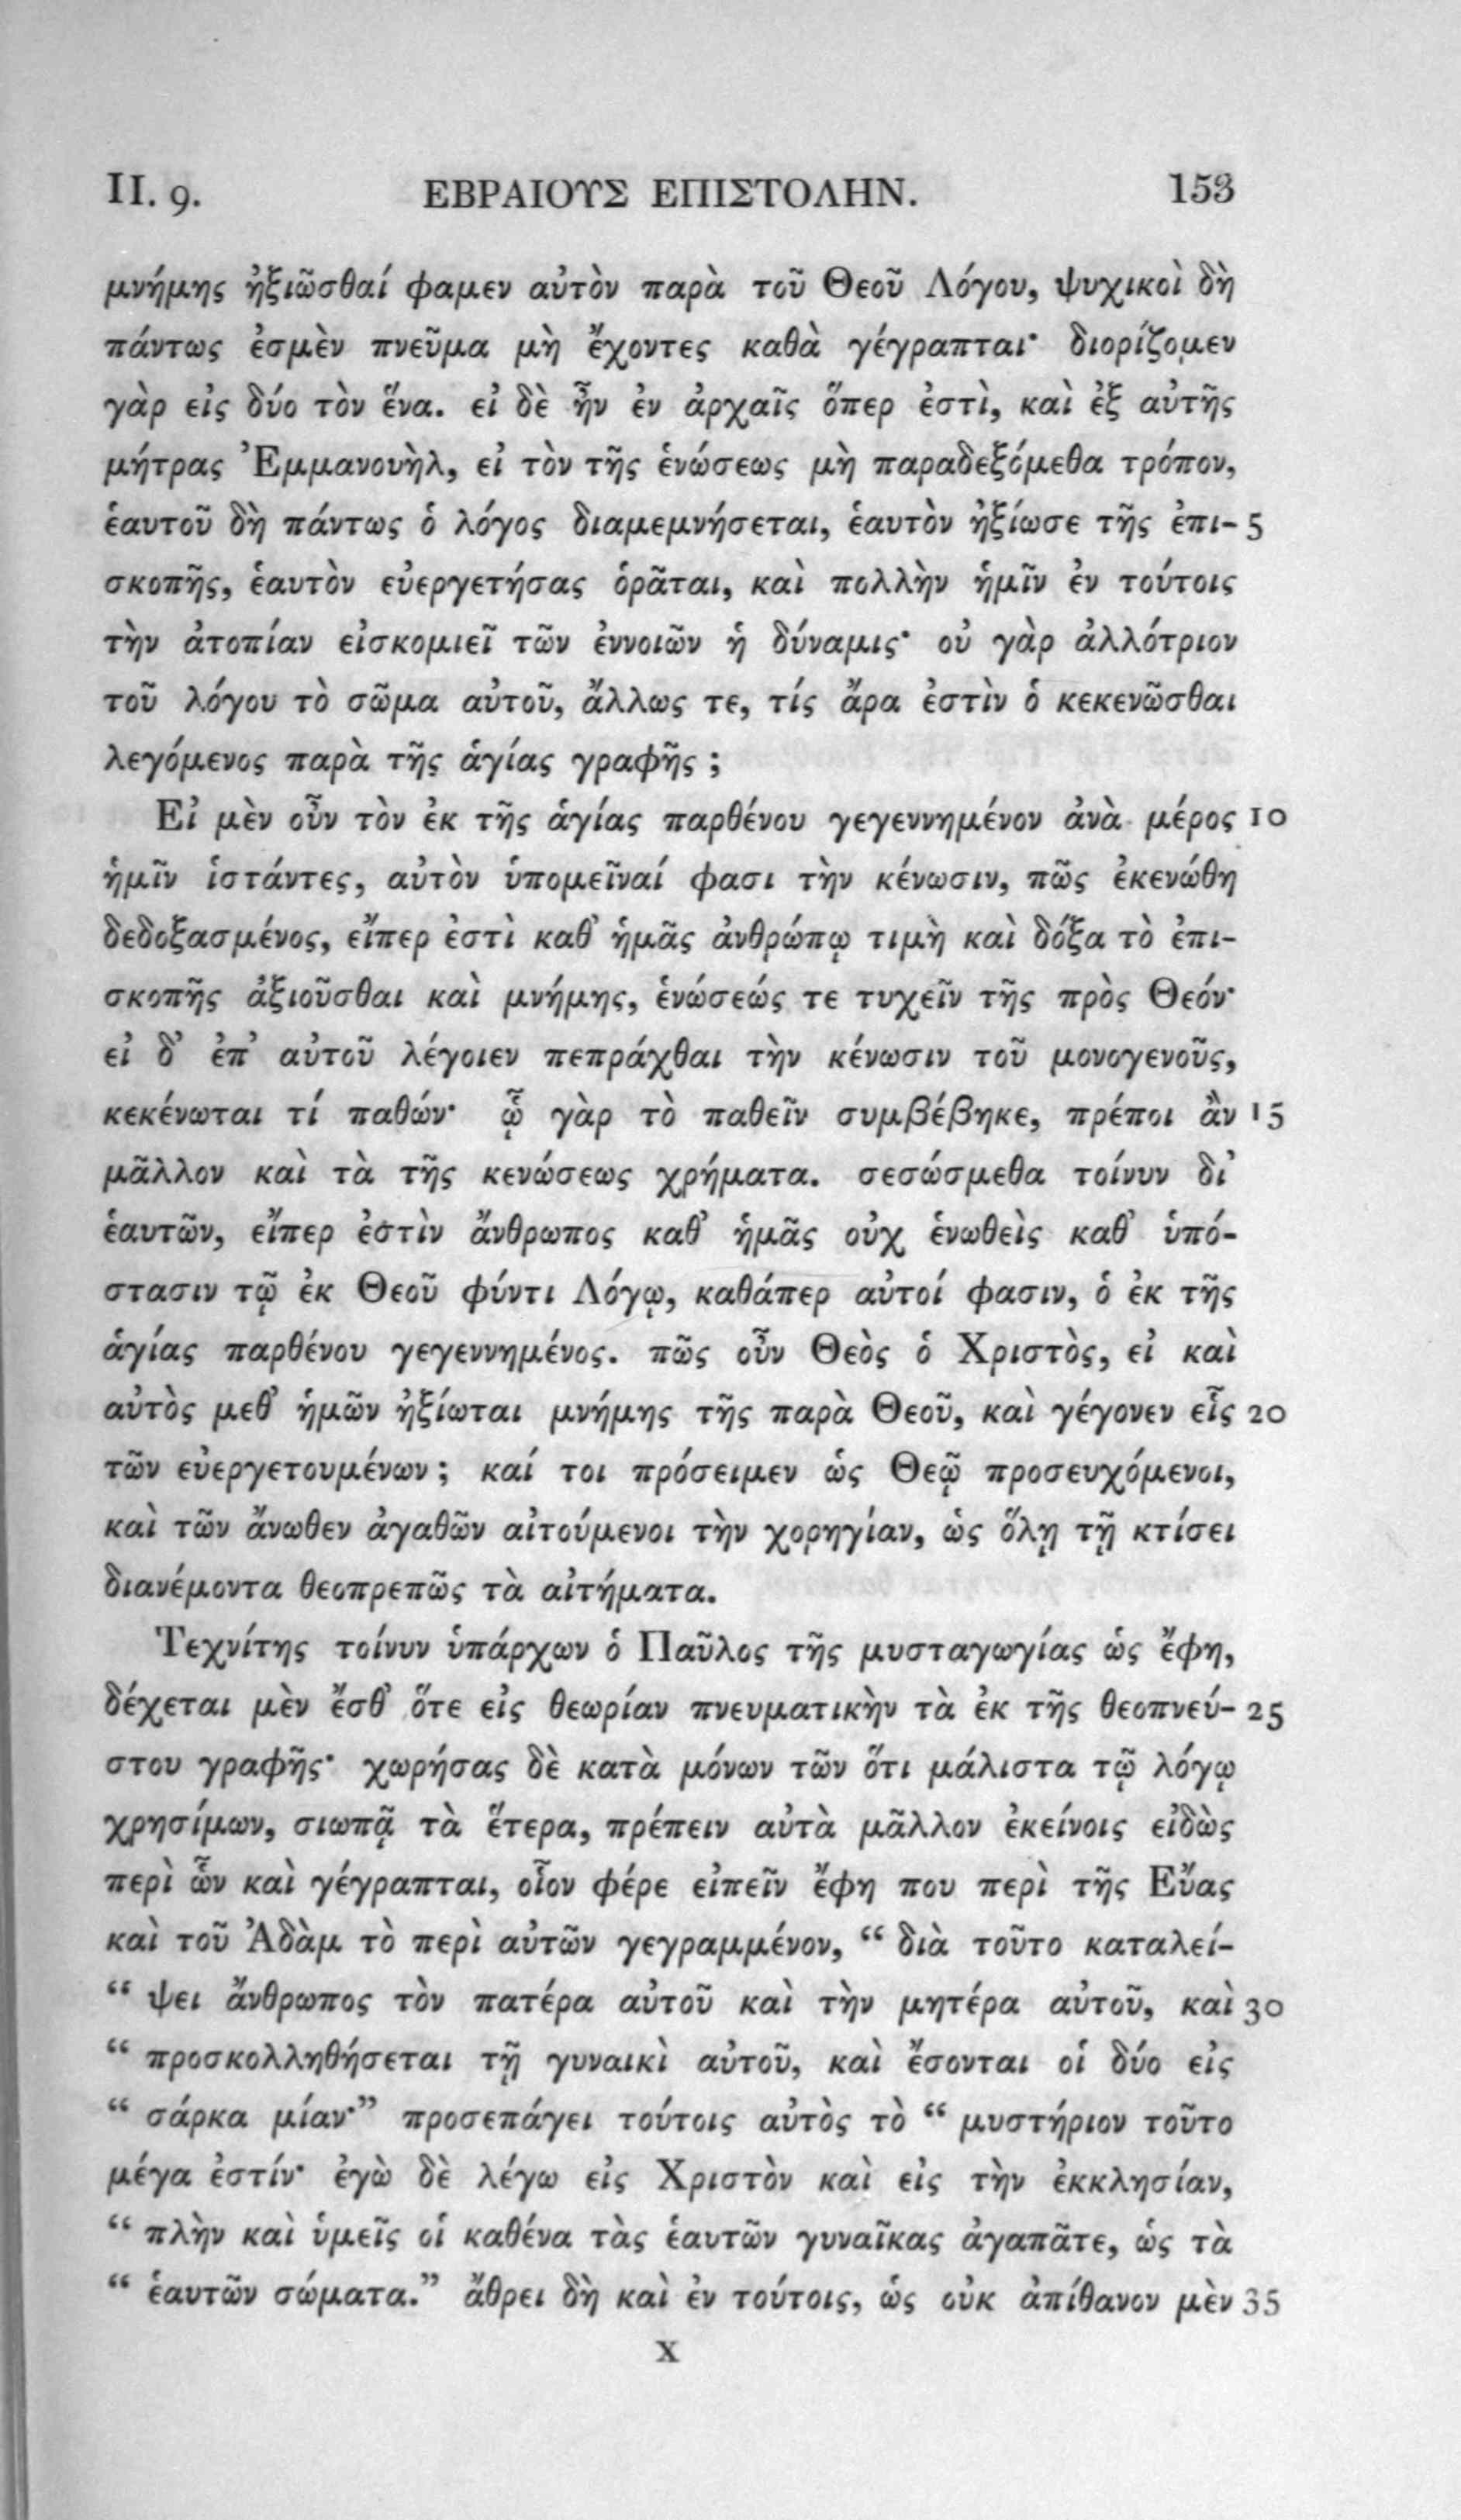 II. 9. ΕΒΡΑΙΟΥΣ ΕΠΙΣΤΟΛΗΝ. 153
μνήμης ἠξιῶσθαί φαμεν αὐτὸν παρὰ τοῦ Θεοῦ Λόγου, ψυχικοὶ δὴ
πάντως ἐσμὲν πνεῦμα μὴ ἔχοντες καθὰ γέγραπται· διορίζομεν
γὰρ εἰς δύο τὸν ἕνα. εἰ δὲ ἦν ἐν ἀρχαῖς ὅπερ ἐστὶ, καὶ ἐξ αὐτῆς
μήτρας Ἐμμανουὴλ, εἰ τὸν τῆς ἑνώσεως μὴ παραδεξόμεθα τρόπον,
ἑαυτοῦ δὴ πάντως ὁ λόγος διαμεμνήσεται, ἑαυτὸν ἠξίωσε τῆς ἐπι- 5
σκοπῆς, ἑαυτὸν εὐεργετήσας ὁρᾶται, καὶ πολλὴν ἡμῖν ἐν τούτοις
τὴν ἀτοπίαν εἰσκομιεῖ τῶν ἐννοιῶν ἡ δύναμις· οὐ γὰρ ἀλλότριον
τοῦ λόγου τὸ σῶμα αὐτοῦ, ἄλλως τε, τίς ἄρα ἐστὶν ὁ κεκενῶσθαι
λεγόμενος παρὰ τῆς ἁγίας γραφῆς ;
Εἰ μὲν οὖν τὸν ἐκ τῆς ἁγίας παρθένου γεγεννημένον ἀνὰ μέρος 10
ἡμῖν ἱστάντες, αὐτὸν ὑπομεῖναί φασι τὴν κένωσιν, πῶς ἐκενώθη
δεδοξασμένος, εἴπερ ἐστὶ καθ᾽ ἡμᾶς ἀνθρώπῳ τιμὴ καὶ δόξα τὸ ἐπι-
σκοπῆς ἀξιοῦσθαι καὶ μνήμης, ἑνώσεώς τε τυχεῖν τῆς πρὸς Θεόν·
εἰ δ᾽ ἐπ᾽ αὐτοῦ λέγοιεν πεπράχθαι τὴν κένωσιν τοῦ μονογενοῦς,
κεκένωται τί παθών· ᾧ γὰρ τὸ παθεῖν συμβέβηκε, πρέποι ἂν 15
μᾶλλον καὶ τὰ τῆς κενώσεως χρήματα. σεσώσμεθα τοίνυν δι᾽
ἑαυτῶν, εἴπερ ἐστὶν ἄνθρωπος καθ᾽ ἡμᾶς οὐχ ἑνωθεὶς καθ᾽ ὑπό-
στασιν τῷ ἐκ Θεοῦ φύντι Λόγῳ, καθάπερ αὐτοί φασιν, ὁ ἐκ τῆς
ἁγίας παρθένου γεγεννημένος. πῶς οὖν Θεὸς ὁ Χριστὸς, εἰ καὶ
αὐτὸς μεθ᾽ ἡμῶν ἠξίωται μνήμης τῆς παρὰ Θεοῦ, καὶ γέγονεν εἷς 20
τῶν εὐεργετουμένων ; καί τοι πρόσειμεν ὡς Θεῷ προσευχόμενοι,
καὶ τῶν ἄνωθεν ἀγαθῶν αἰτούμενοι τὴν χορηγίαν, ὡς ὅλῃ τῇ κτίσει
διανέμοντα θεοπρεπῶς τὰ αἰτήματα.
Τεχνίτης τοίνυν ὑπάρχων ὁ Παῦλος τῆς μυσταγωγίας ὡς ἔφη,
δέχεται μὲν ἔσθ᾽ ὅτε εἰς θεωρίαν πνευματικὴν τὰ ἐκ τῆς θεοπνεύ- 25
στου γραφῆς· χωρήσας δὲ κατὰ μόνων τῶν ὅτι μάλιστα τῷ λόγῳ
χρησίμων, σιωπᾷ τὰ ἕτερα, πρέπειν αὐτὰ μᾶλλον ἐκείνοις εἰδὼς
περὶ ὧν καὶ γέγραπται, οἷον φέρε εἰπεῖν ἔφη που περὶ τῆς Εὔας
καὶ τοῦ Ἀδὰμ τὸ περὶ αὐτῶν γεγραμμένον, “ διὰ τοῦτο καταλεί-
“ ψει ἄνθρωπος τὸν πατέρα αὐτοῦ καὶ τὴν μητέρα αὐτοῦ, καὶ 30
“ προσκολληθήσεται τῇ γυναικὶ αὐτοῦ, καὶ ἔσονται οἱ δύο εἰς
“ σάρκα μίαν·” προσεπάγει τούτοις αὐτὸς τὸ “ μυστήριον τοῦτο
μέγα ἐστίν· ἐγὼ δὲ λέγω εἰς Χριστὸν καὶ εἰς τὴν ἐκκλησίαν,
“ πλὴν καὶ ὑμεῖς οἱ καθένα τὰς ἑαυτῶν γυναῖκας ἀγαπᾶτε, ὡς τὰ
“ ἑαυτῶν σώματα.” ἄθρει δὴ καὶ ἐν τούτοις, ὡς οὐκ ἀπίθανον μὲν 35
X